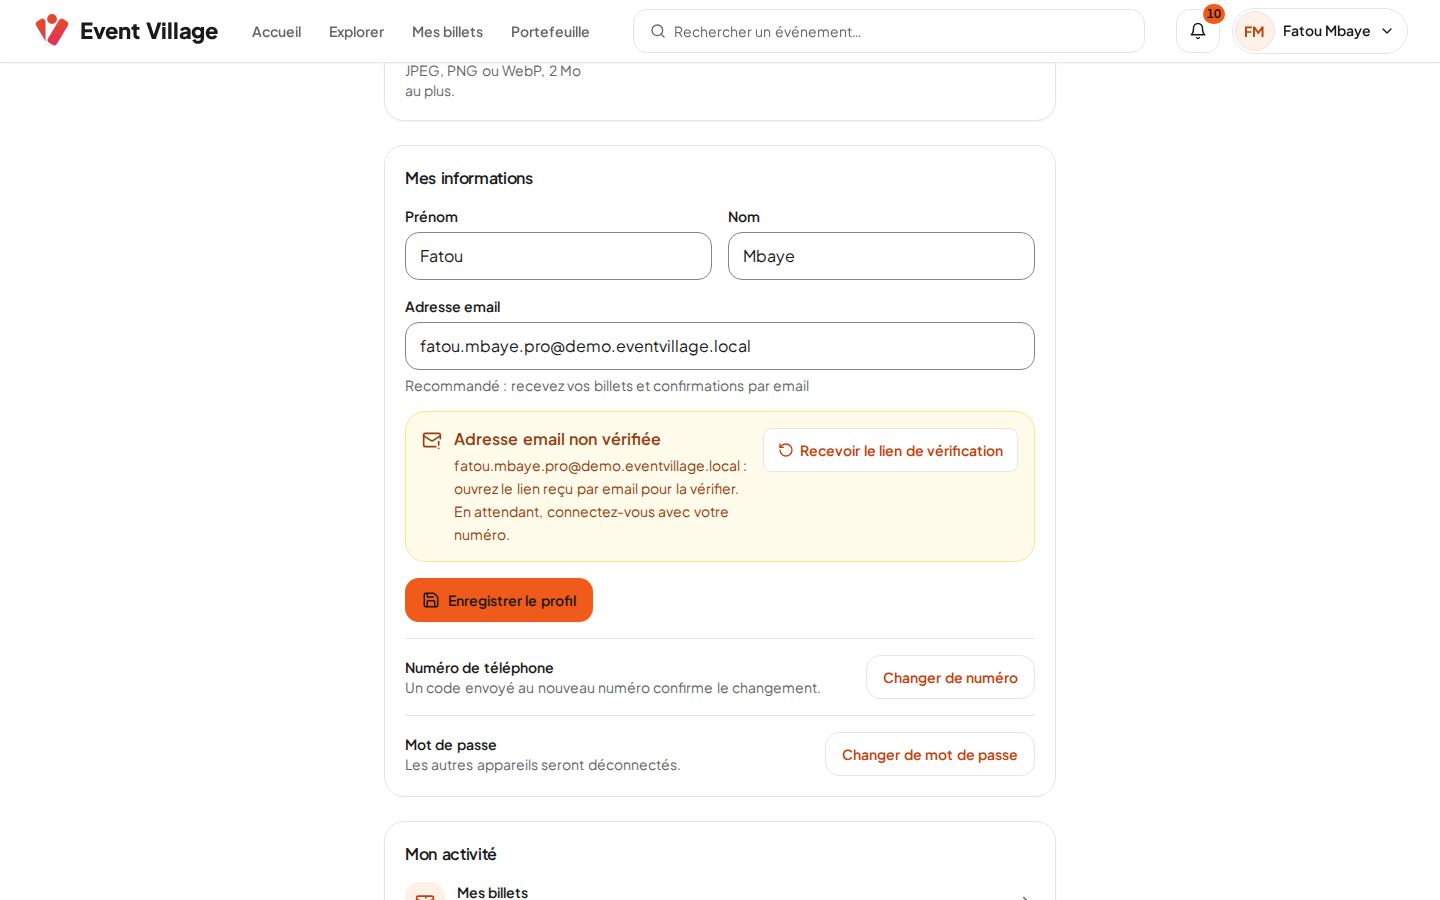 Event Village
Accueil
Explorer
Mes billets
Portefeuille
Rechercher un événement...
10
FM
Fatou Mbaye
JPEG, PNG ou WebP, 2 Mo
au plus.
Mes informations
Prénom
Nom
Fatou
Mbaye
Adresse email
fatou.mbaye.pro@demo.eventvillage.local
Recommandé : recevez vos billets et confirmations par email
Adresse email non vérifiée
fatou.mbaye.pro@demo.eventvillage.local :
ouvrez le lien reçu par email pour la vérifier.
En attendant, connectez-vous avec votre
numéro.
Recevoir le lien de vérification
Enregistrer le profil
Numéro de téléphone
Un code envoyé au nouveau numéro confirme le changement.
Changer de numéro
Mot de passe
Les autres appareils seront déconnectés.
Changer de mot de passe
Mon activité
Mes billets